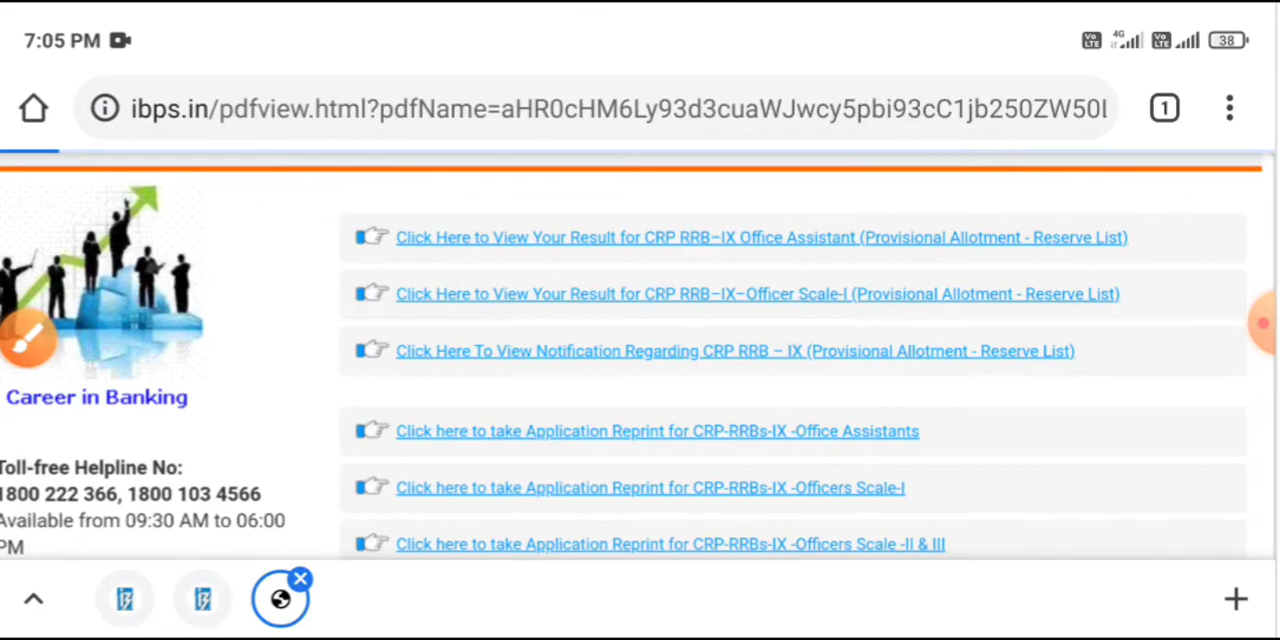 7:05 PM
Vo LTE 4G Vo LTE 38
ibps.in/pdfview.html?pdfName=aHR0cHM6Ly93d3cuaWJwcy5pbi93cC1jb250ZW50L
1
Click Here to View Your Result for CRP RRB–IX Office Assistant (Provisional Allotment - Reserve List)
Click Here to View Your Result for CRP RRB–IX–Officer Scale-I (Provisional Allotment - Reserve List)
Click Here To View Notification Regarding CRP RRB – IX (Provisional Allotment - Reserve List)
Career in Banking
Click here to take Application Reprint for CRP-RRBs-IX -Office Assistants
Toll-free Helpline No:
1800 222 366, 1800 103 4566
Available from 09:30 AM to 06:00
PM
Click here to take Application Reprint for CRP-RRBs-IX -Officers Scale-I
Click here to take Application Reprint for CRP-RRBs-IX -Officers Scale -II & III